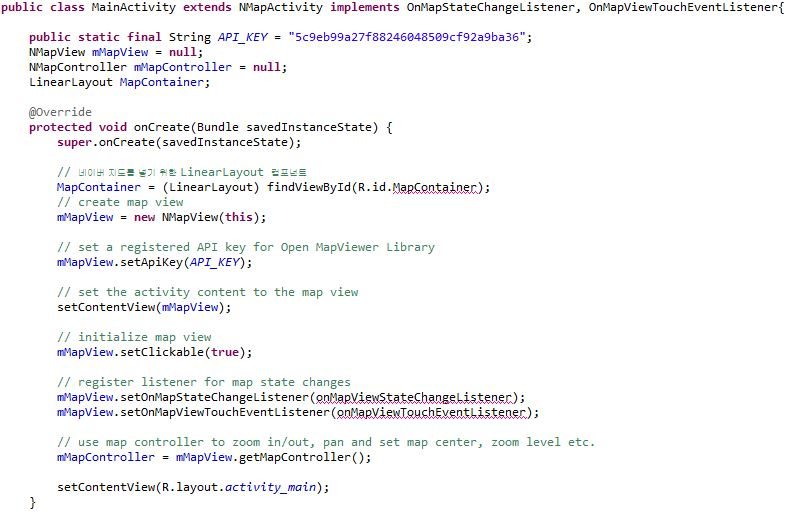 public class MainActivity extends NMapActivity implements OnMapStateChangeListener, OnMapViewTouchEventListener{
public static final String API_KEY = "5c9eb99a27f88246048509cf92a9ba36";
NMapView mMapView = null;
NMapController mMapController = null;
LinearLayout MapContainer;
@Override
protected void onCreate(Bundle savedInstanceState) {
super.onCreate(savedInstanceState);
// 네이버 지도를 넣기 위한 LinearLayout 컴포넌트
MapContainer = (LinearLayout) findViewById(R.id.MapContainer);
// create map view
mMapView = new NMapView(this);
// set a registered API key for Open MapViewer Library
mMapView.setApiKey(API_KEY);
// set the activity content to the map view
setContentView(mMapView);
// initialize map view
mMapView.setClickable(true);
// register listener for map state changes
mMapView.setOnMapStateChangeListener(onMapViewStateChangeListener);
mMapView.setOnMapViewTouchEventListener(onMapViewTouchEventListener);
// use map controller to zoom in/out, pan and set map center, zoom level etc.
mMapController = mMapView.getMapController();
setContentView(R.layout.activity_main);
}